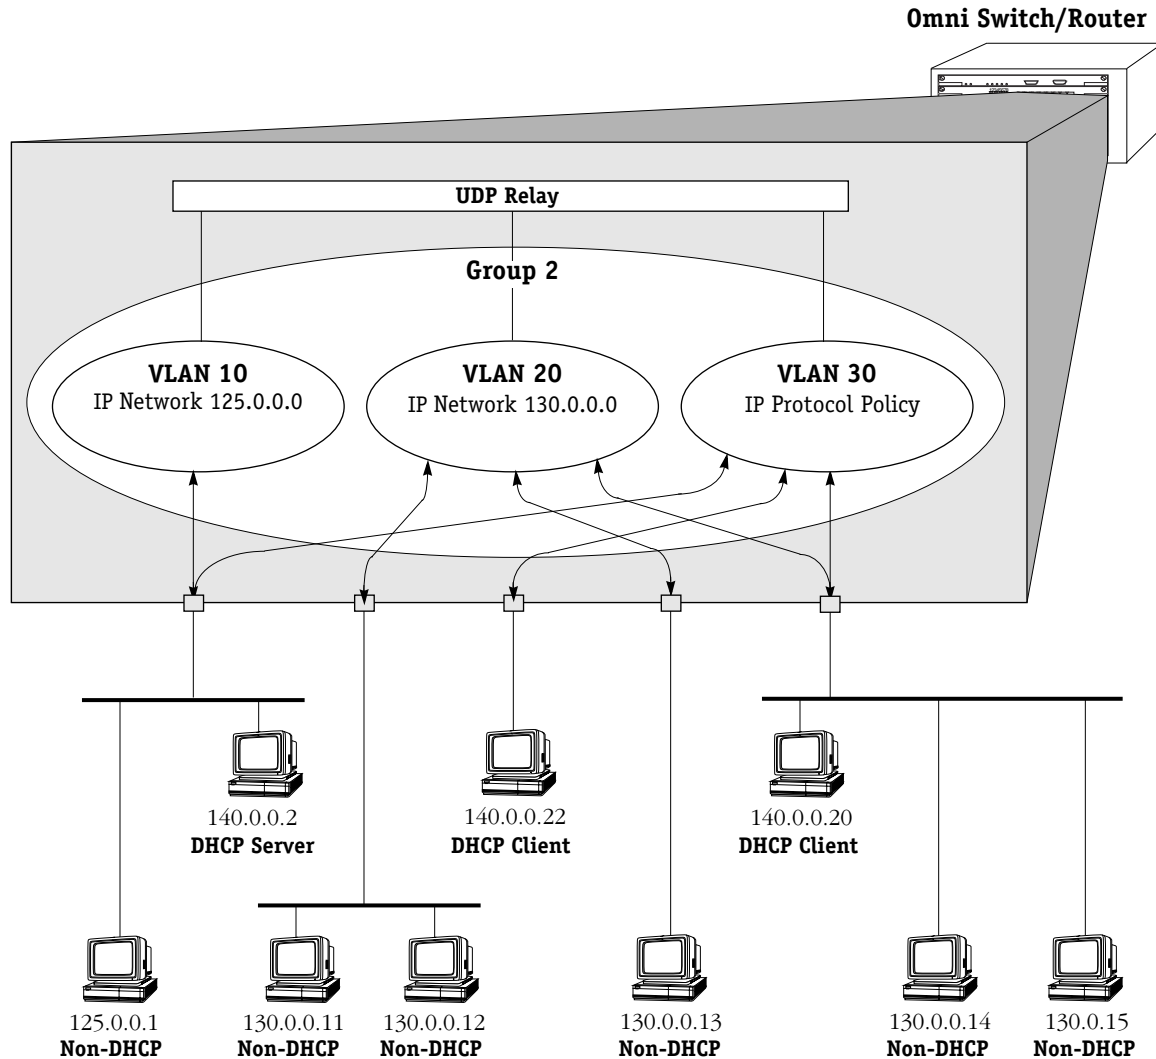 Omni Switch/Router
UDP Relay
Group 2
VLAN 10
IP Network 125.0.0.0
VLAN 20
IP Network 130.0.0.0
VLAN 30
IP Protocol Policy
140.0.0.2
DHCP Server
140.0.0.22
DHCP Client
140.0.0.20
DHCP Client
125.0.0.1
Non-DHCP
130.0.0.11
Non-DHCP
130.0.0.12
Non-DHCP
130.0.0.13
Non-DHCP
130.0.0.14
Non-DHCP
130.0.15
Non-DHCP